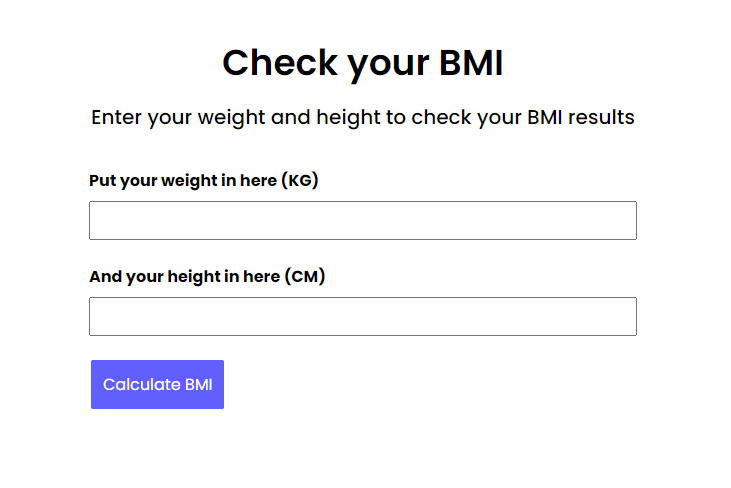 Check your BMI
Enter your weight and height to check your BMI results
Put your weight in here (KG)
And your height in here (CM)
Calculate BMI